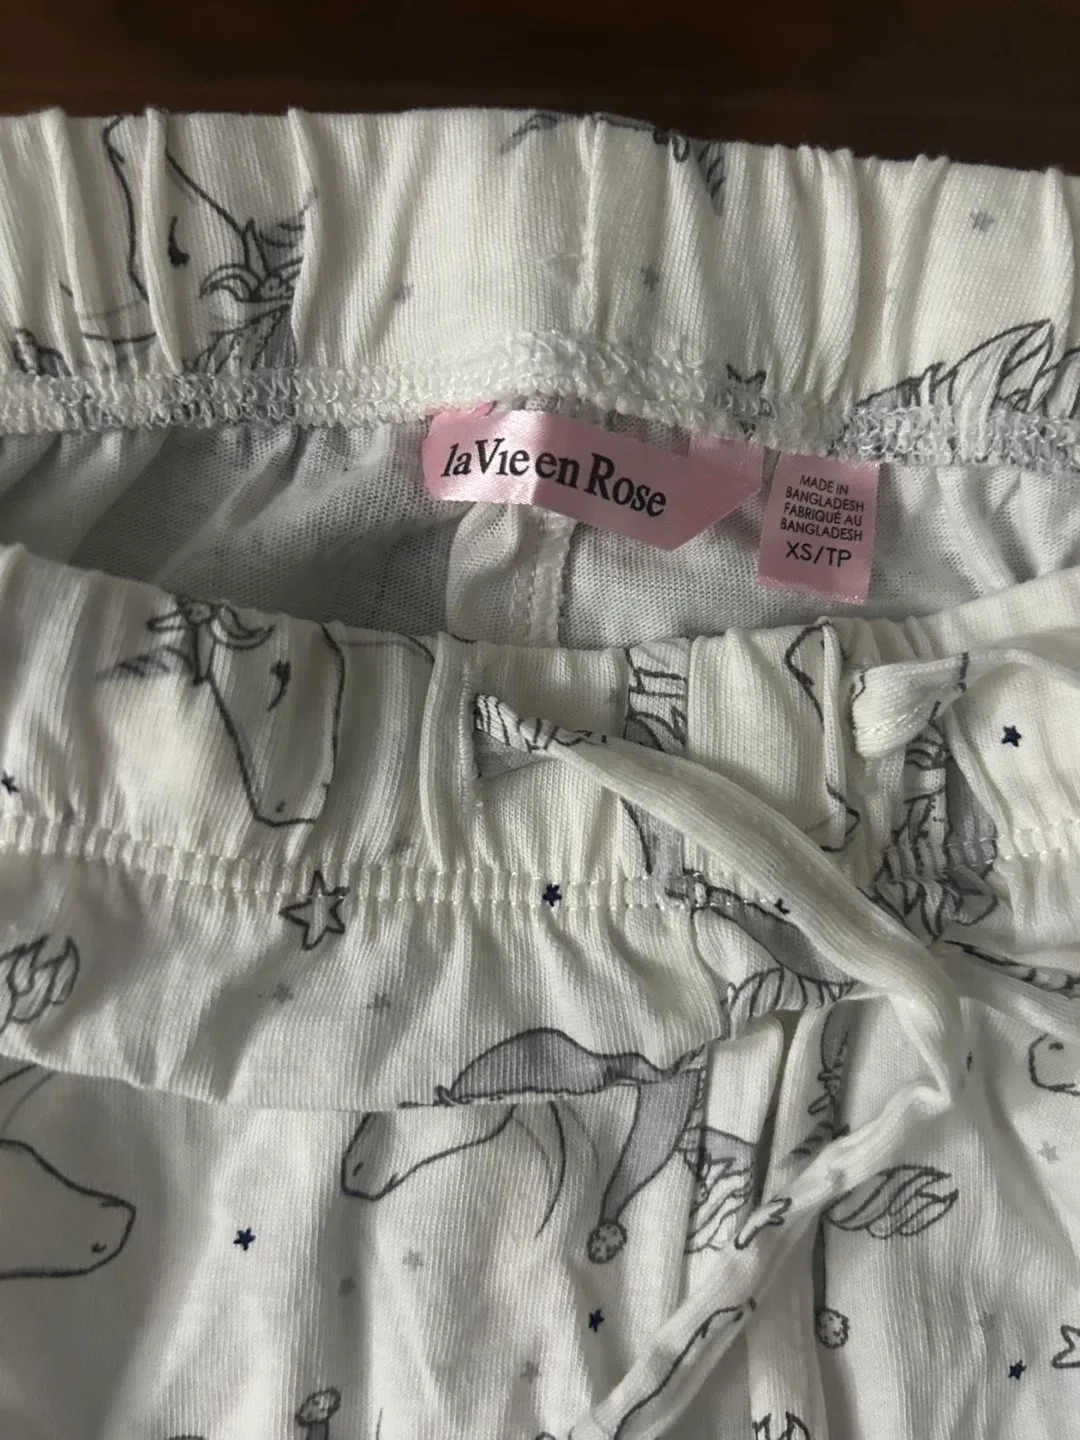 la Vie en Rose
MADE IN
BANGLADESH
FABRIQUÉ AU
BANGLADESH
XS/TP